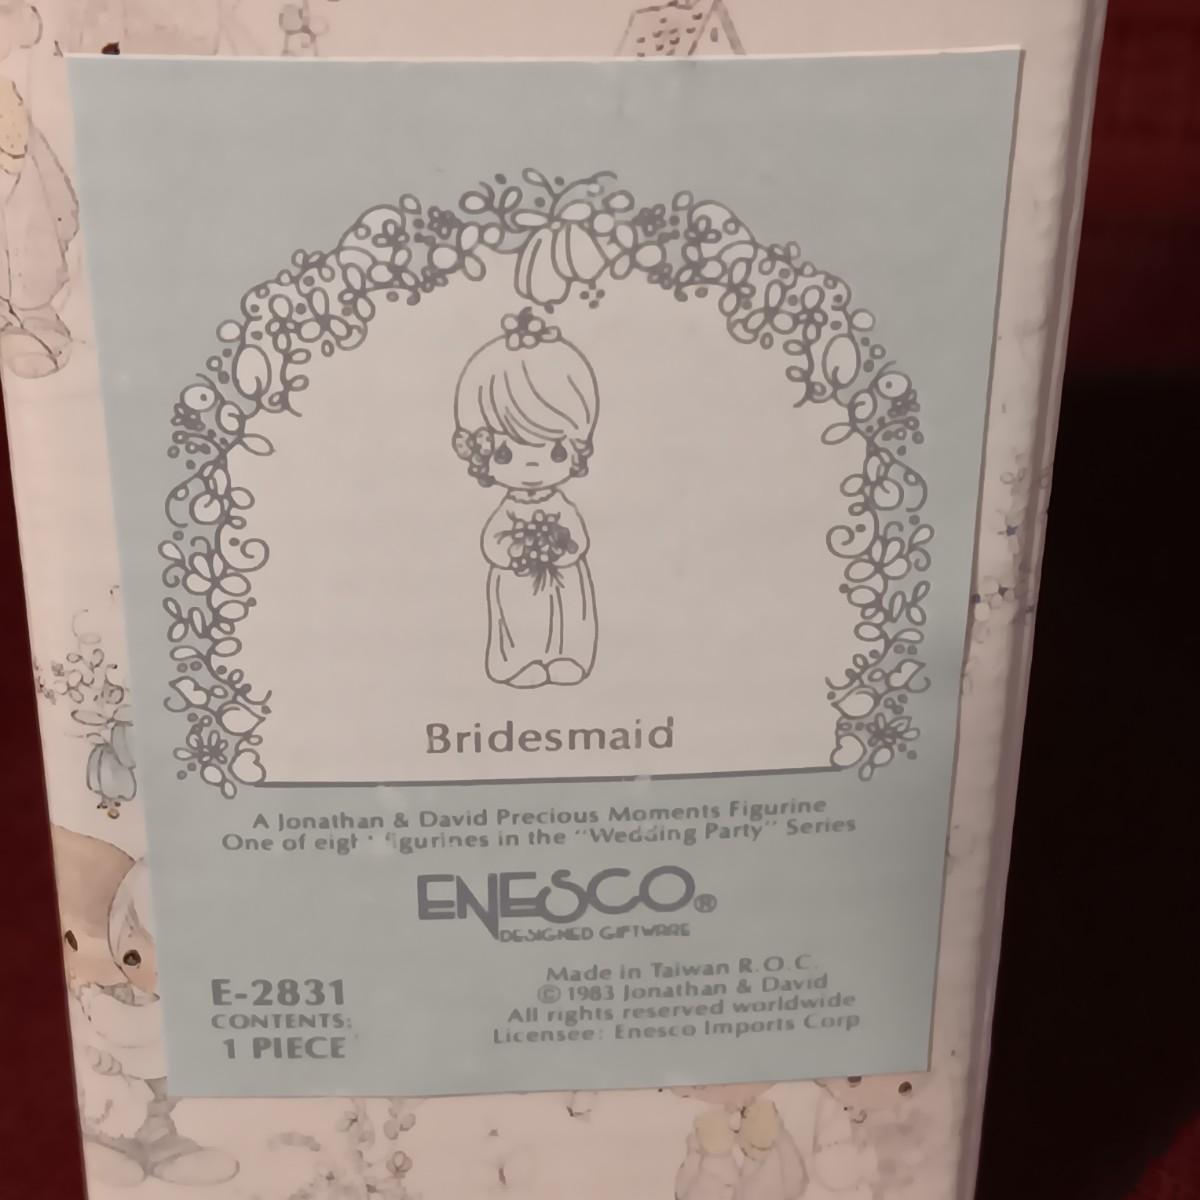 Bridesmaid
A Jonathan & David Precious Moments Figurine
One of figurines in the "Wedding Party" Series
ENESCO®
DESIGNED GIFTWARE
E-2831
CONTENTS:
1 PIECE
Made in Taiwan R.O.C.
© 1983 Jonathan & David
All rights reserved worldwide
Licensee: Enesco Imports Corp